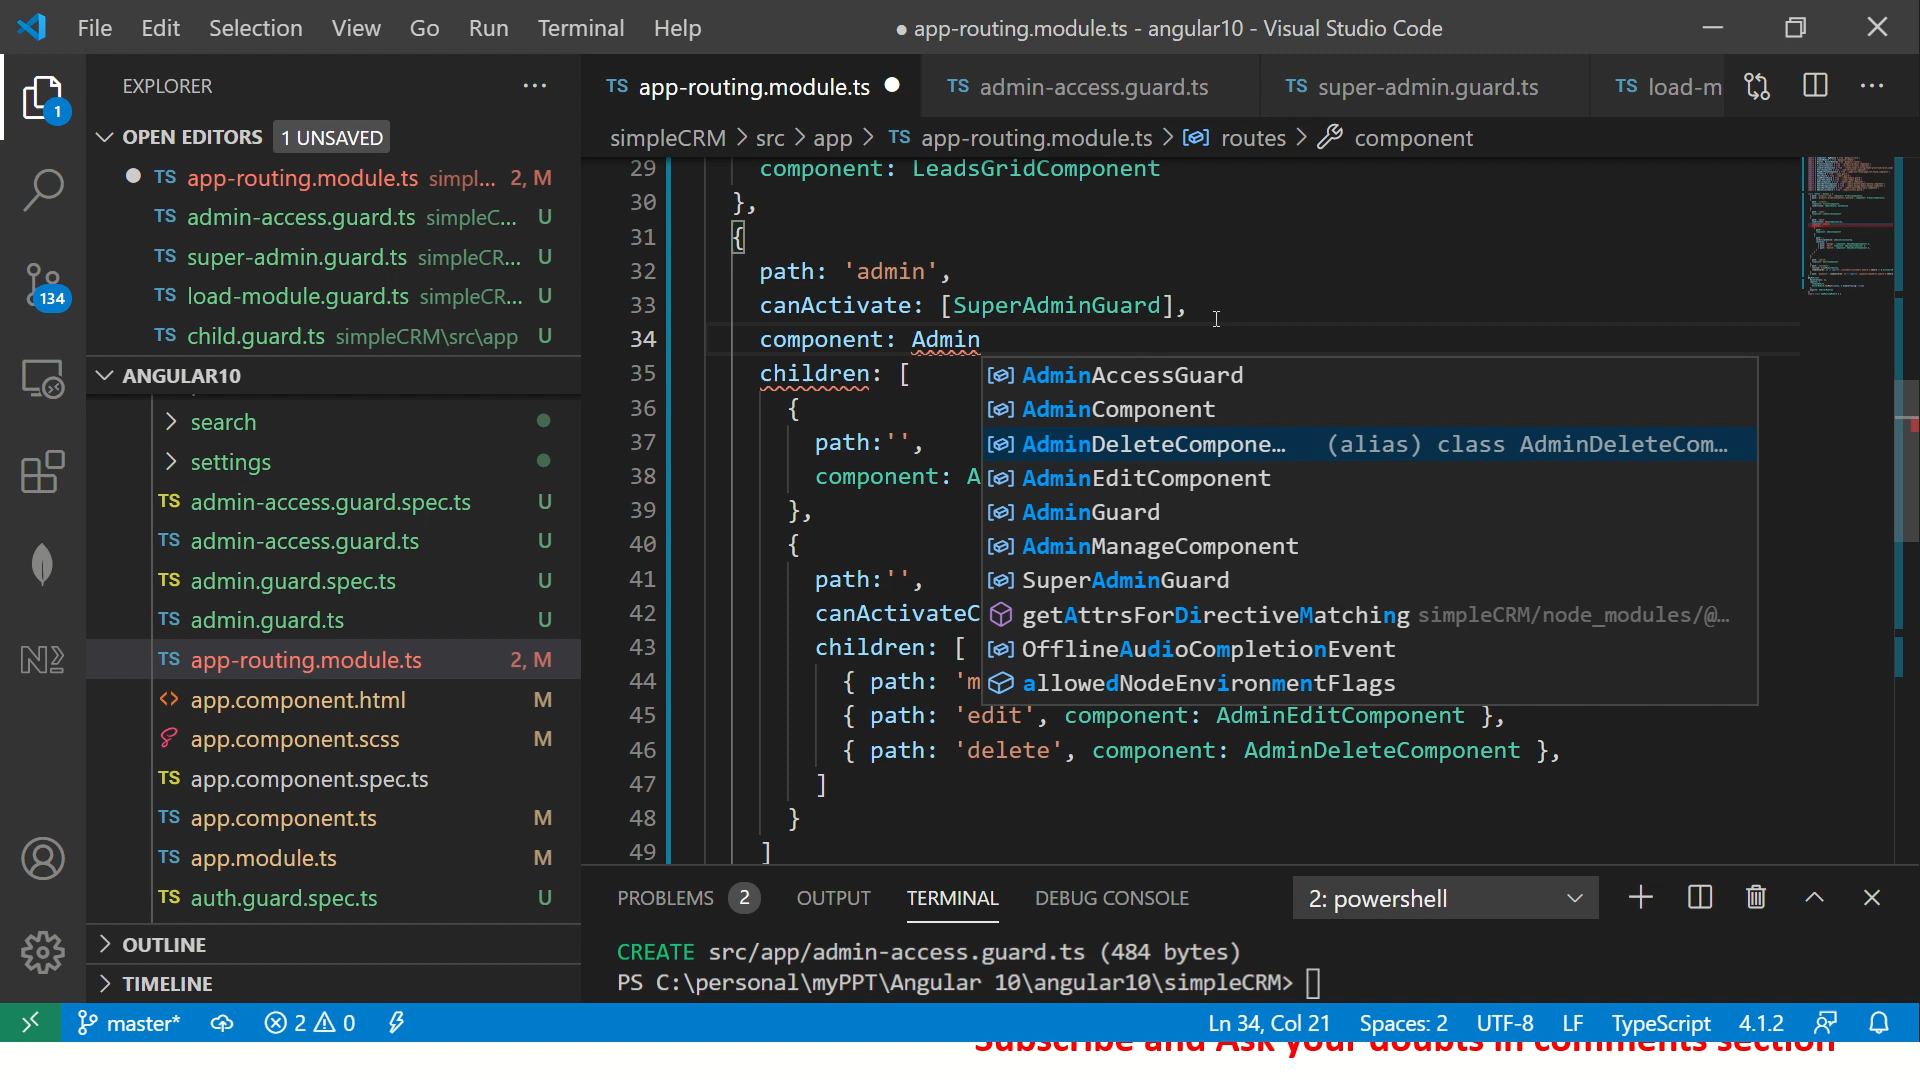 File Edit Selection View Go Run Terminal Help
● app-routing.module.ts - angular10 - Visual Studio Code
EXPLORER
OPEN EDITORS 1 UNSAVED
TS app-routing.module.ts simpl... 2, M
TS admin-access.guard.ts simpleC... U
TS super-admin.guard.ts simpleCR... U
TS load-module.guard.ts simpleCR... U
TS child.guard.ts simpleCRM\src\app U
ANGULAR10
search
settings
TS admin-access.guard.spec.ts U
TS admin-access.guard.ts U
TS admin.guard.spec.ts U
TS admin.guard.ts U
TS app-routing.module.ts 2, M
<> app.component.html M
app.component.scss M
TS app.component.spec.ts
TS app.component.ts M
TS app.module.ts M
TS auth.guard.spec.ts U
OUTLINE
TIMELINE
1
134
TS app-routing.module.ts ● TS admin-access.guard.ts TS super-admin.guard.ts TS load-m
simpleCRM > src > app > TS app-routing.module.ts > routes > component
29 component: LeadsGridComponent
30 },
31 {
32 path: 'admin',
33 canActivate: [SuperAdminGuard],
34 component: Admin
35 children: [
36 {
37 path:'',
38 component: A
39 },
40 {
41 path:'',
42 canActivateC
43 children: [
44 { path: 'm
45 { path: 'edit', component: AdminEditComponent },
46 { path: 'delete', component: AdminDeleteComponent },
47 ]
48 }
49 ]
AdminAccessGuard
AdminComponent
AdminDeleteCompone… (alias) class AdminDeleteCom…
AdminEditComponent
AdminGuard
AdminManageComponent
SuperAdminGuard
getAttrsForDirectiveMatching simpleCRM/node_modules/@…
OfflineAudioCompletionEvent
allowedNodeEnvironmentFlags
PROBLEMS 2 OUTPUT TERMINAL DEBUG CONSOLE 2: powershell
CREATE src/app/admin-access.guard.ts (484 bytes)
PS C:\personal\myPPT\Angular 10\angular10\simpleCRM>
master* 2 0 Ln 34, Col 21 Spaces: 2 UTF-8 LF TypeScript 4.1.2
Subscribe and Ask your doubts in comments section